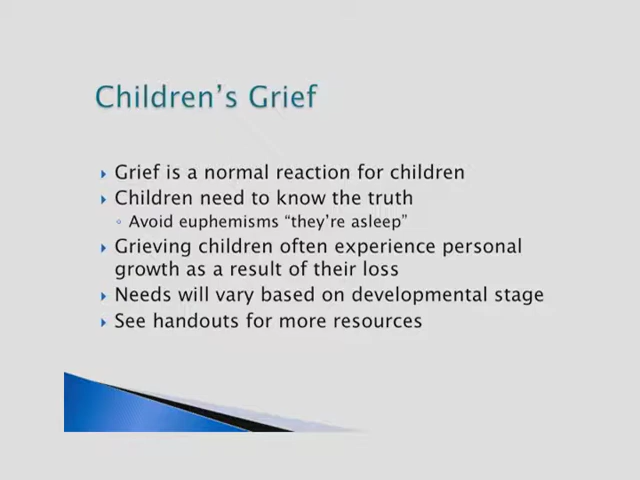 Children’s Grief
Grief is a normal reaction for children
Children need to know the truth
Avoid euphemisms “they’re asleep”
Grieving children often experience personal
growth as a result of their loss
Needs will vary based on developmental stage
See handouts for more resources